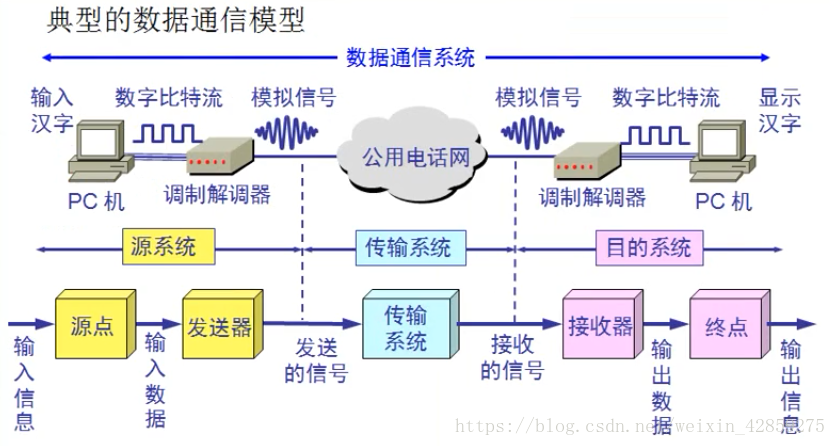 典型的数据通信模型
数据通信系统
输入
汉字
数字比特流
模拟信号
模拟信号
数字比特流
显示
汉字
公用电话网
PC 机
调制解调器
调制解调器
PC 机
源系统
传输系统
目的系统
源点
发送器
传输
系统
接收器
终点
输入信息
输入数据
发送
的信号
接收
的信号
输出数据
输出信息